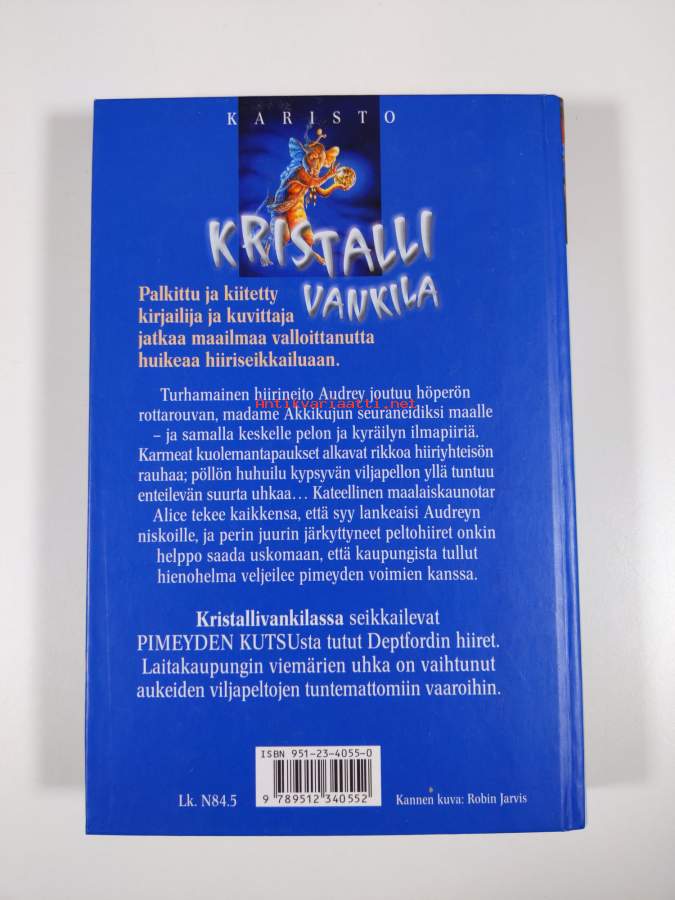 KARISTO
KRISTALLI
VANKILA
Palkittu ja kiitetty
kirjailija ja kuvittaja
jatkaa maailmaa valloittanutta
huikeaa hiiriseikkailuaan.
Turhamainen hiirineito Audrey joutuu höperön
Antikvariaatti.net
rottarouvan, madame Akkikujun seuranediksi maalle
– ja samalla keskelle pelon ja kyräilyn ilmapiiriä.
Karmeat kuolemantapaukset alkavat rikkoa hiiriyhteisön
rauhaa; pöllön huhuilu kypsyvän viljapellon yllä tuntuu
enteilevän suurta uhkaa... Kateellinen maalaiskaunotar
Alice tekee kaikkensa, että syy lankeaisi Audreyn
niskoille, ja perin juurin järkyttyneet peltohiiret onkin
helppo saada uskomaan, että kaupungista tullut
hienohelma veljeilee pimeyden voimien kanssa.
Kristallivankilassa seikkailevat
PIMEYDEN KUTSUsta tutut Deptfordin hiiret.
Laitakaupungin viemärien uhka on vaihtunut
aukeiden viljapeltojen tuntemattomiin vaaroihin.
ISBN 951-23-4055-0
9 789512 340552
Lk. N84.5
Kannen kuva: Robin Jarvis